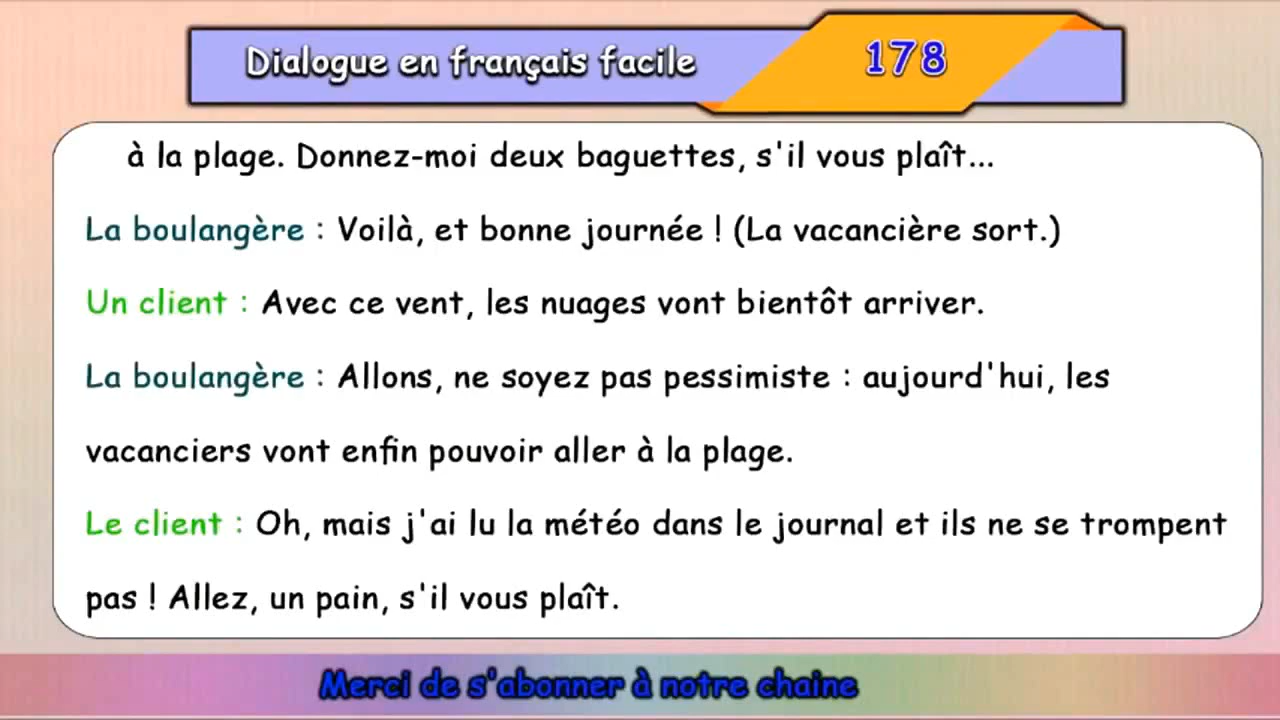 Dialogue en français facile
178
à la plage. Donnez-moi deux baguettes, s'il vous plaît...
La boulangère : Voilà, et bonne journée ! (La vacancière sort.)
Un client : Avec ce vent, les nuages vont bientôt arriver.
La boulangère : Allons, ne soyez pas pessimiste : aujourd'hui, les
vacanciers vont enfin pouvoir aller à la plage.
Le client : Oh, mais j'ai lu la météo dans le journal et ils ne se trompent
pas ! Allez, un pain, s'il vous plaît.
Merci de s'abonner à notre chaine